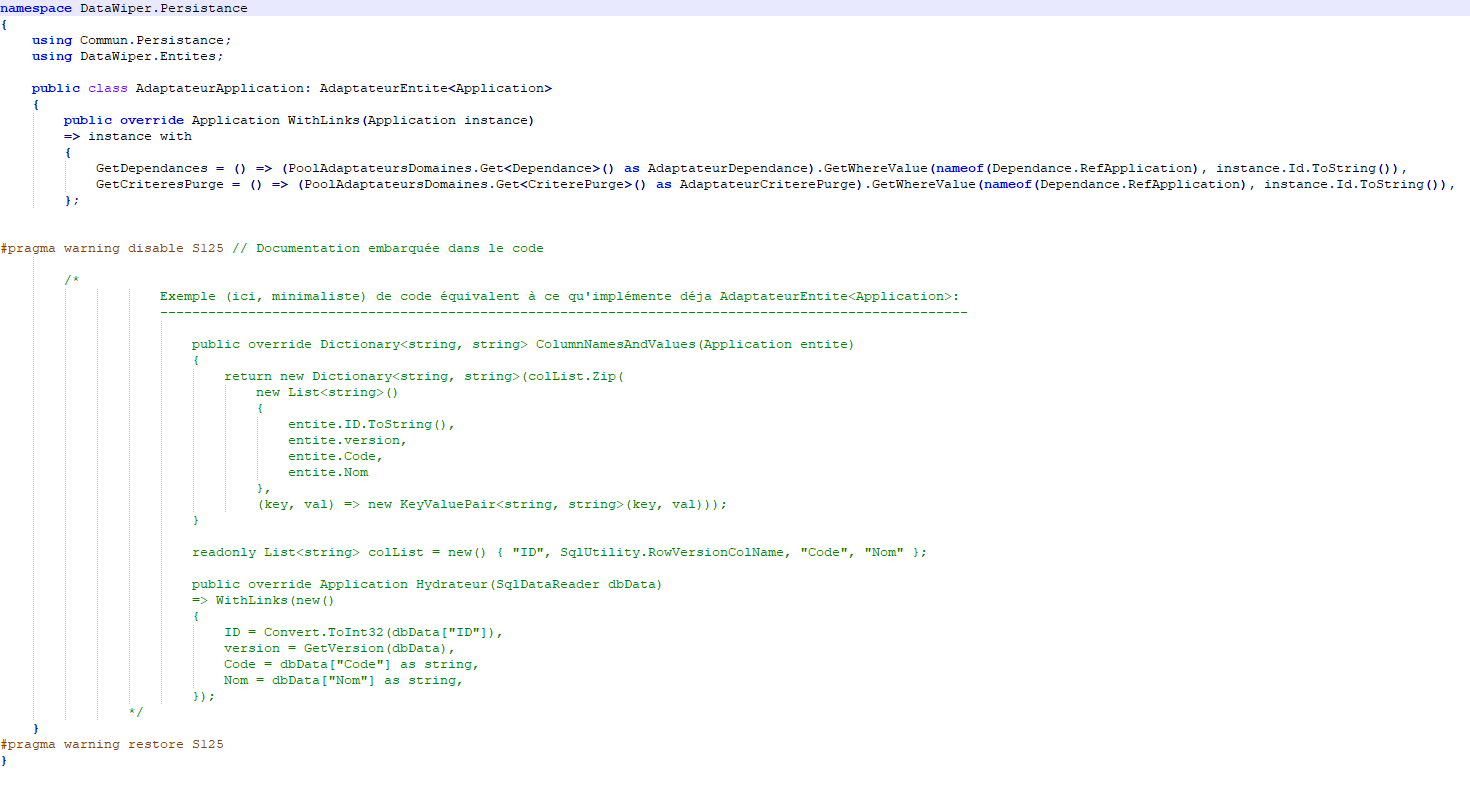 namespace DataWiper.Persistance
{
    using Commun.Persistance;
    using DataWiper.Entites;

    public class AdaptateurApplication: AdaptateurEntite<Application>
    {
        public override Application WithLinks(Application instance)
        => instance with
        {
            GetDependances = () => (PoolAdaptateursDomaines.Get<Dependance>() as AdaptateurDependance).GetWhereValue(nameof(Dependance.RefApplication), instance.Id.ToString()),
            GetCriteresPurge = () => (PoolAdaptateursDomaines.Get<CriterePurge>() as AdaptateurCriterePurge).GetWhereValue(nameof(Dependance.RefApplication), instance.Id.ToString()),
        };


#pragma warning disable S125 // Documentation embarquée dans le code

        /*
                    Exemple (ici, minimaliste) de code équivalent à ce qu'implémente déja AdaptateurEntite<Application>:
                    -----------------------------------------------------------------------------------------------------

                        public override Dictionary<string, string> ColumnNamesAndValues(Application entite)
                        {
                            return new Dictionary<string, string>(colList.Zip(
                                new List<string>()
                                {
                                    entite.ID.ToString(),
                                    entite.version,
                                    entite.Code,
                                    entite.Nom
                                },
                                (key, val) => new KeyValuePair<string, string>(key, val)));
                        }

                        readonly List<string> colList = new() { "ID", SqlUtility.RowVersionColName, "Code", "Nom" };

                        public override Application Hydrateur(SqlDataReader dbData)
                        => WithLinks(new()
                        {
                            ID = Convert.ToInt32(dbData["ID"]),
                            version = GetVersion(dbData),
                            Code = dbData["Code"] as string,
                            Nom = dbData["Nom"] as string,
                        });
                */
    }
#pragma warning restore S125
}